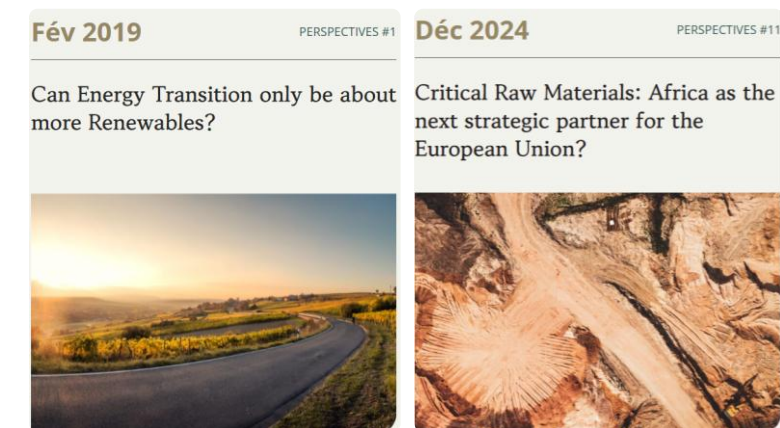 Fév 2019
PERSPECTIVES #1
Can Energy Transition only be about
more Renewables?
Déc 2024
PERSPECTIVES #11
Critical Raw Materials: Africa as the
next strategic partner for the
European Union?